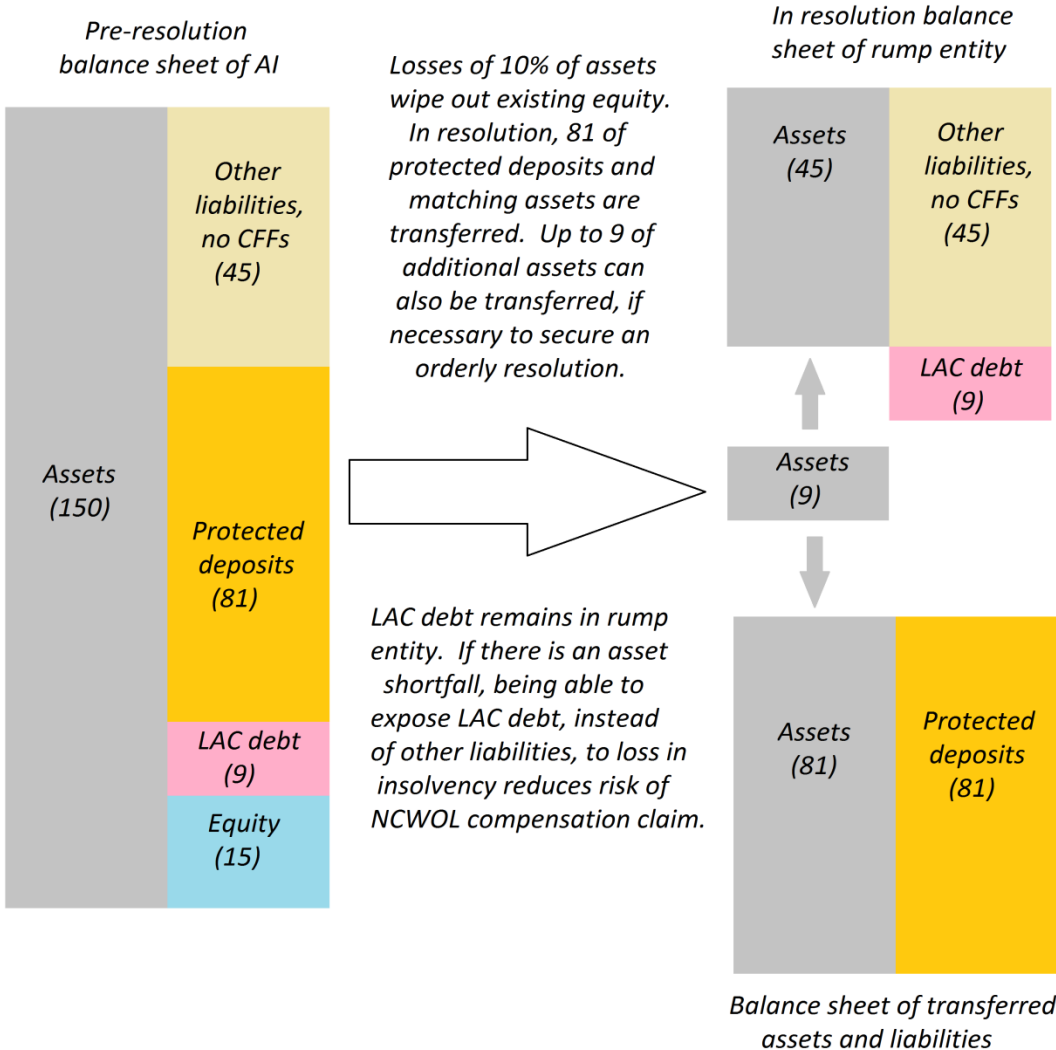 Pre-resolution
balance sheet of AI
Assets
(150)
Other
liabilities,
no CFFs
(45)
Protected
deposits
(81)
LAC debt
(9)
Equity
(15)
Losses of 10% of assets
wipe out existing equity.
In resolution, 81 of
protected deposits and
matching assets are
transferred. Up to 9 of
additional assets can
also be transferred, if
necessary to secure an
orderly resolution.
LAC debt remains in rump
entity. If there is an asset
shortfall, being able to
expose LAC debt, instead
of other liabilities, to loss in
insolvency reduces risk of
NCWOL compensation claim.
In resolution balance
sheet of rump entity
Assets
(45)
Other
liabilities,
no CFFs
(45)
LAC debt
(9)
Assets
(9)
Assets
(81)
Protected
deposits
(81)
Balance sheet of transferred
assets and liabilities